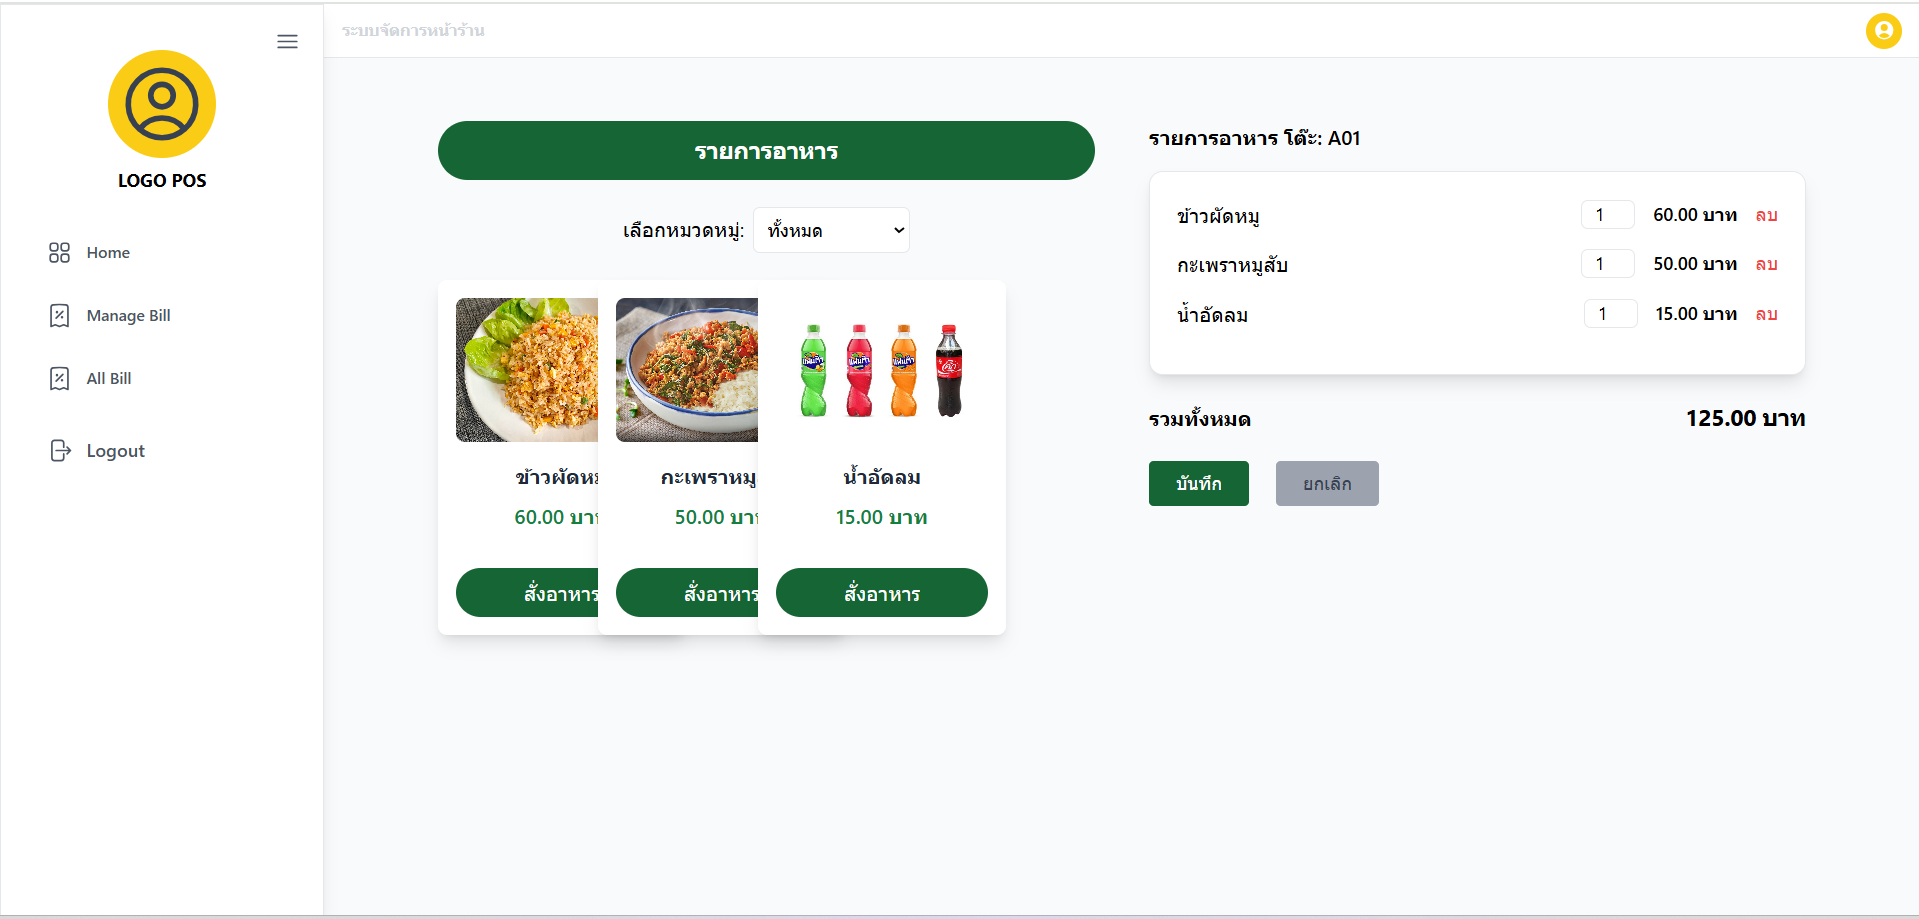 ระบบจัดการหน้าร้าน
LOGO POS
Home
Manage Bill
All Bill
Logout
รายการอาหาร
เลือกหมวดหมู่: ทั้งหมด
ข้าวผัดหมู
60.00 บาท
สั่งอาหาร
กะเพราหมู
50.00 บาท
สั่งอาหาร
น้ำอัดลม
15.00 บาท
สั่งอาหาร
รายการอาหาร โต๊ะ: A01
ข้าวผัดหมู 1 60.00 บาท ลบ
กะเพราหมูสับ 1 50.00 บาท ลบ
น้ำอัดลม 1 15.00 บาท ลบ
รวมทั้งหมด 125.00 บาท
บันทึก ยกเลิก